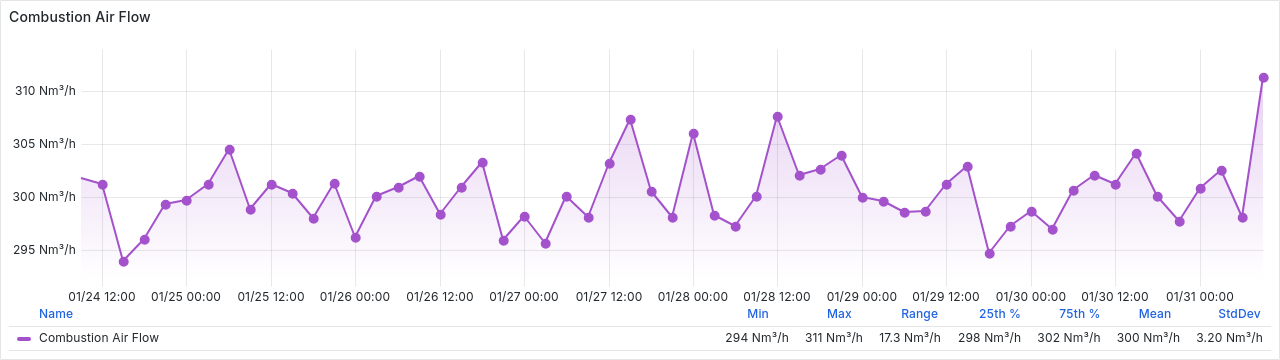 Combustion Air Flow
310 Nm³/h
305 Nm³/h
300 Nm³/h
295 Nm³/h
01/24 12:00 01/25 00:00 01/25 12:00 01/26 00:00 01/26 12:00 01/27 00:00 01/27 12:00 01/28 00:00 01/28 12:00 01/29 00:00 01/29 12:00 01/30 00:00 01/30 12:00 01/31 00:00
Name Min Max Range 25th % 75th % Mean StdDev
Combustion Air Flow 294 Nm³/h 311 Nm³/h 17.3 Nm³/h 298 Nm³/h 302 Nm³/h 300 Nm³/h 3.20 Nm³/h